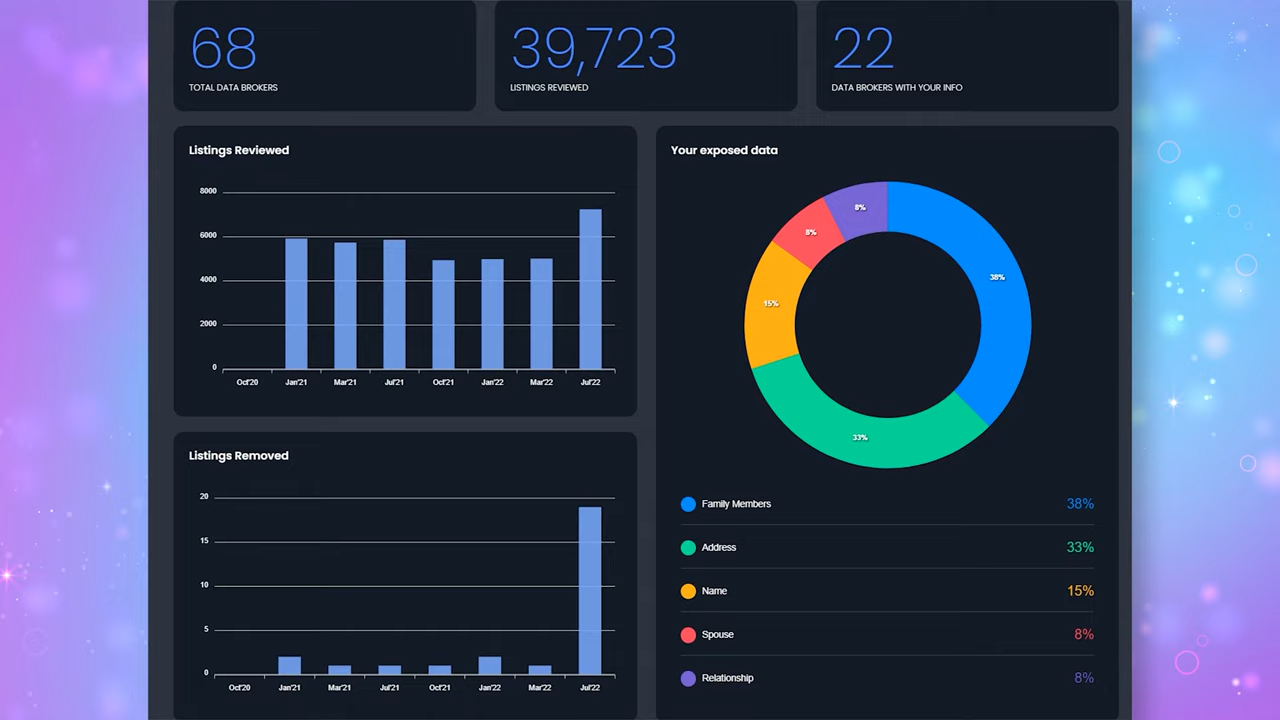 68
TOTAL DATA BROKERS
39,723
LISTINGS REVIEWED
22
DATA BROKERS WITH YOUR INFO
Listings Reviewed
8000
6000
4000
2000
0
Oct'20 Jan'21 Mar'21 Jul'21 Oct'21 Jan'22 Mar'22 Jul'22
Listings Removed
20
15
10
5
0
Oct'20 Jan'21 Mar'21 Jul'21 Oct'21 Jan'22 Mar'22 Jul'22
Your exposed data
8%
8%
38%
15%
33%
Family Members 38%
Address 33%
Name 15%
Spouse 8%
Relationship 8%